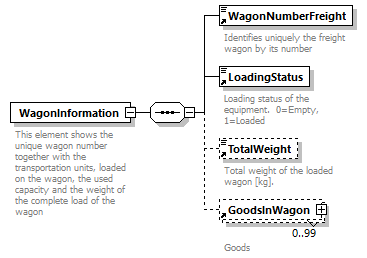 WagonNumberFreight
Identifies uniquely the freight
wagon by its number
LoadingStatus
Loading status of the
equipment.  0=Empty,
1=Loaded
WagonInformation
This element shows the
unique wagon number
together with the
transportation units, loaded
on the wagon, the used
capacity and the weight of
the complete load of the
wagon
TotalWeight
Total weight of the loaded
wagon [kg].
GoodsInWagon
0..99
Goods